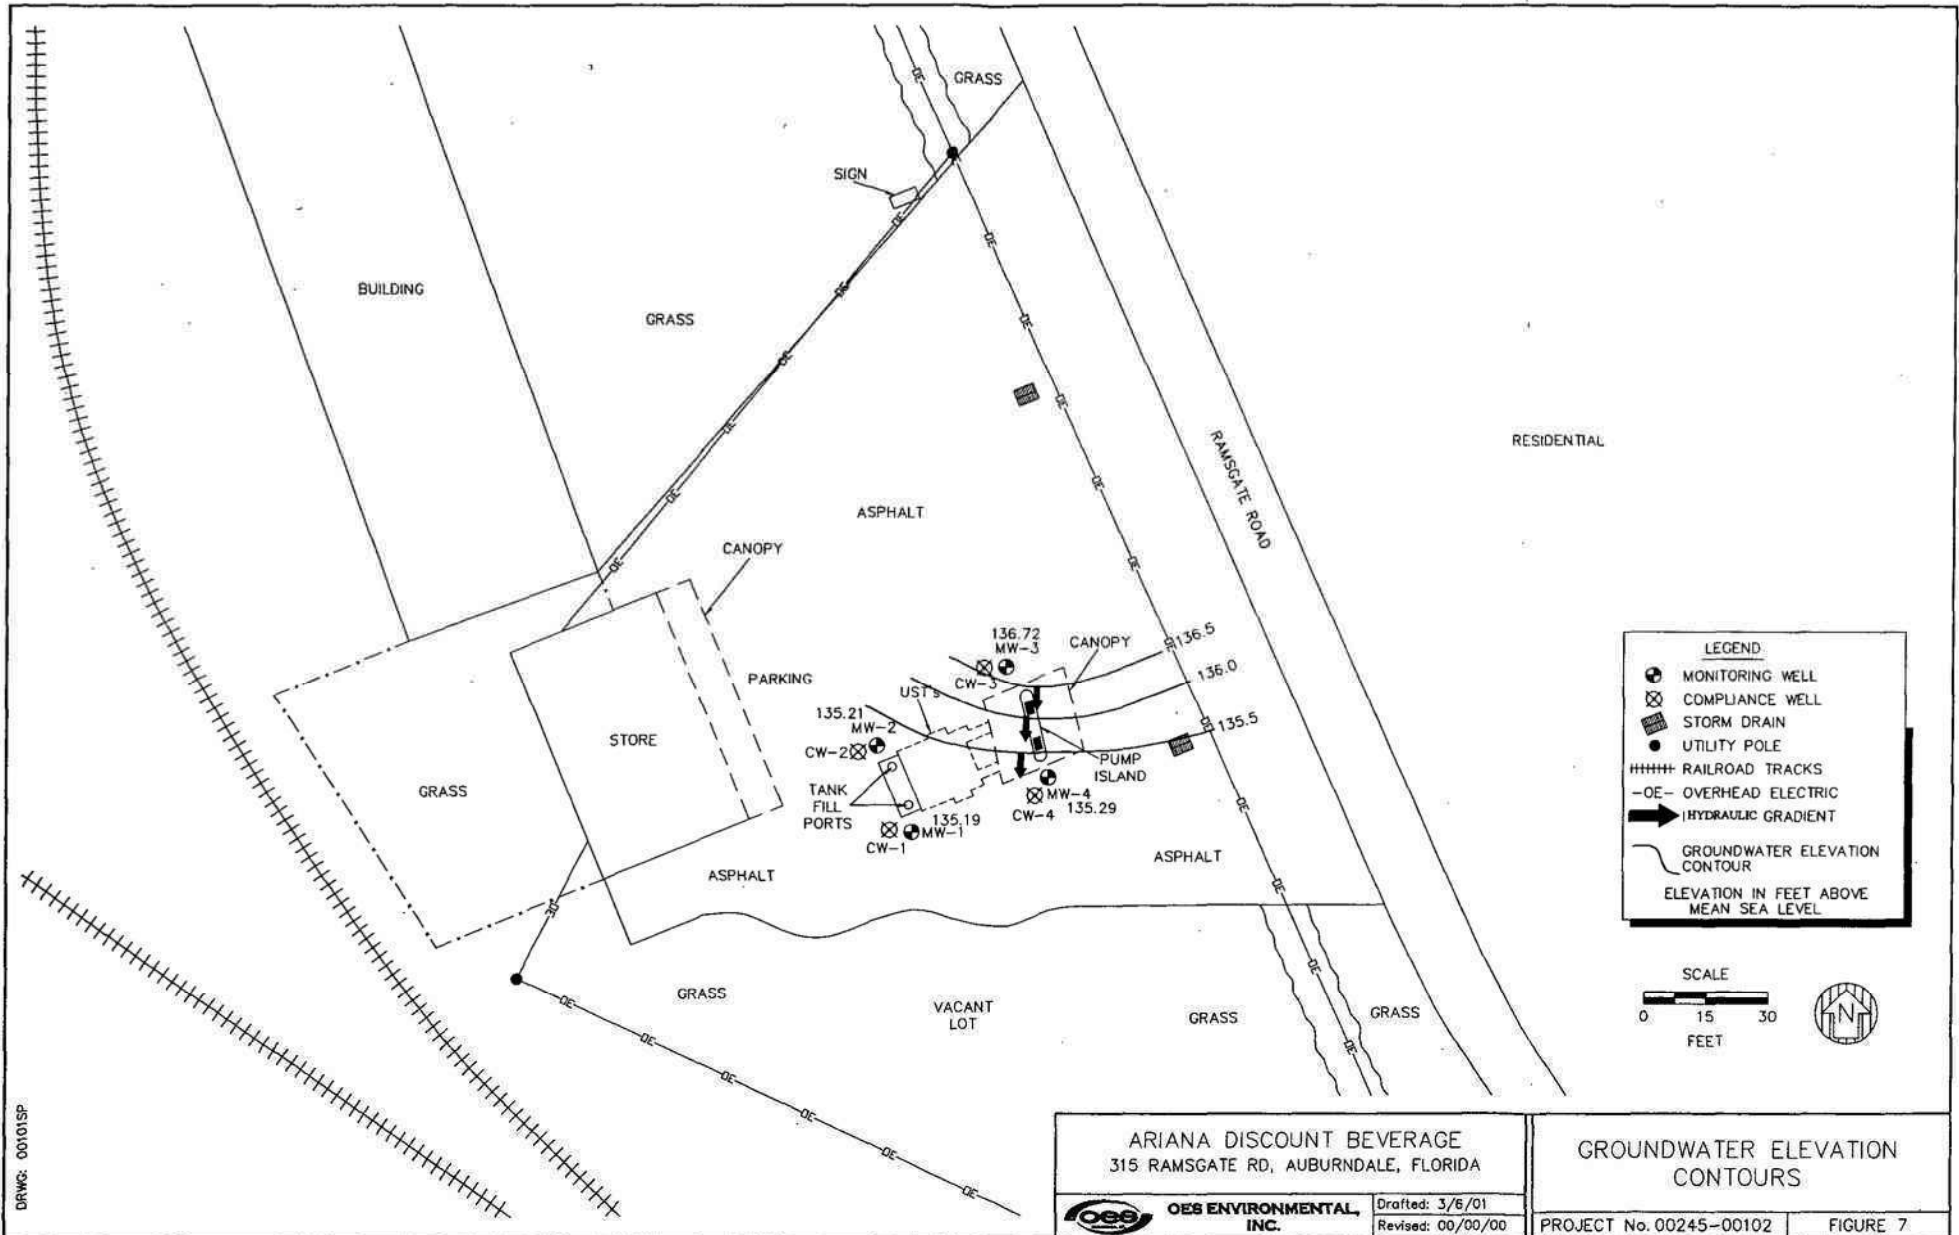 GRASS
SIGN
BUILDING
GRASS
RESIDENTIAL
RAMSGATE ROAD
ASPHALT
CANOPY
136.72
MW-3
CANOPY
136.5
CW-3
136.0
PARKING
UST's
135.21
MW-2
135.5
CW-2
STORE
PUMP
ISLAND
GRASS
TANK
FILL
PORTS
MW-4
CW-4
135.29
135.19
MW-1
CW-1
ASPHALT
ASPHALT
GRASS
VACANT
LOT
GRASS
GRASS
OE
LEGEND
MONITORING WELL
COMPLIANCE WELL
STORM DRAIN
UTILITY POLE
RAILROAD TRACKS
-OE- OVERHEAD ELECTRIC
HYDRAULIC GRADIENT
GROUNDWATER ELEVATION
CONTOUR
ELEVATION IN FEET ABOVE
MEAN SEA LEVEL
SCALE
0 15 30
FEET
N
DRWG: 00101SP
ARIANA DISCOUNT BEVERAGE
315 RAMSGATE RD, AUBURNDALE, FLORIDA
OES
OES ENVIRONMENTAL,
INC.
Drafted: 3/6/01
Revised: 00/00/00
GROUNDWATER ELEVATION
CONTOURS
PROJECT No. 00245-00102
FIGURE 7